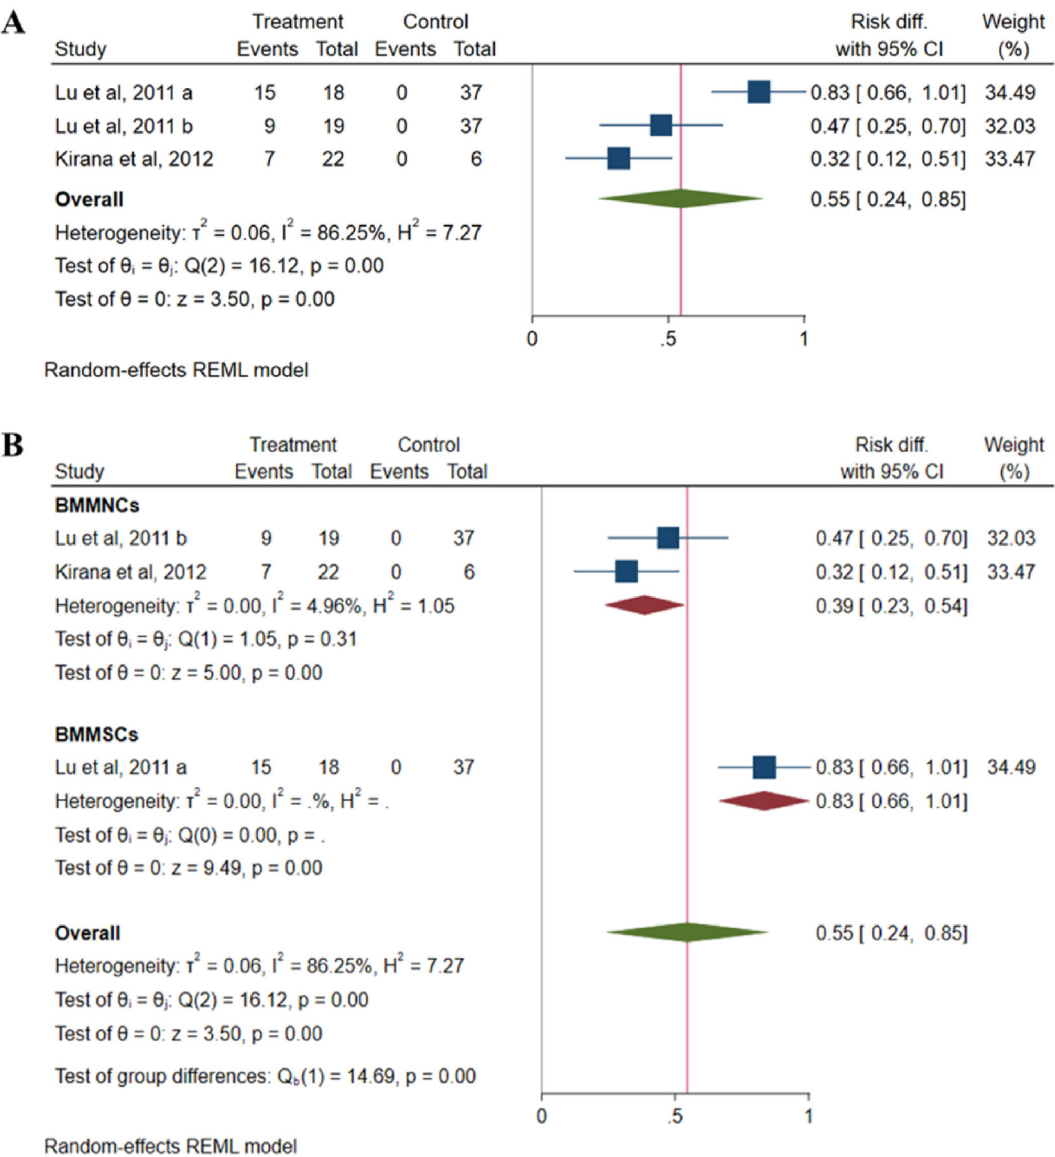 A
Treatment Control Risk diff. Weight
Study Events Total Events Total with 95% CI (%)
Lu et al, 2011 a 15 18 0 37 0.83 [ 0.66, 1.01] 34.49
Lu et al, 2011 b 9 19 0 37 0.47 [ 0.25, 0.70] 32.03
Kirana et al, 2012 7 22 0 6 0.32 [ 0.12, 0.51] 33.47
Overall 0.55 [ 0.24, 0.85]
Heterogeneity: τ² = 0.06, I² = 86.25%, H² = 7.27
Test of θᵢ = θⱼ: Q(2) = 16.12, p = 0.00
Test of θ = 0: z = 3.50, p = 0.00
0 .5 1
Random-effects REML model
B
Treatment Control Risk diff. Weight
Study Events Total Events Total with 95% CI (%)
BMMNCs
Lu et al, 2011 b 9 19 0 37 0.47 [ 0.25, 0.70] 32.03
Kirana et al, 2012 7 22 0 6 0.32 [ 0.12, 0.51] 33.47
Heterogeneity: τ² = 0.00, I² = 4.96%, H² = 1.05 0.39 [ 0.23, 0.54]
Test of θᵢ = θⱼ: Q(1) = 1.05, p = 0.31
Test of θ = 0: z = 5.00, p = 0.00
BMMSCs
Lu et al, 2011 a 15 18 0 37 0.83 [ 0.66, 1.01] 34.49
Heterogeneity: τ² = 0.00, I² = .%, H² = . 0.83 [ 0.66, 1.01]
Test of θᵢ = θⱼ: Q(0) = 0.00, p = .
Test of θ = 0: z = 9.49, p = 0.00
Overall 0.55 [ 0.24, 0.85]
Heterogeneity: τ² = 0.06, I² = 86.25%, H² = 7.27
Test of θᵢ = θⱼ: Q(2) = 16.12, p = 0.00
Test of θ = 0: z = 3.50, p = 0.00
Test of group differences: Q_b(1) = 14.69, p = 0.00
0 .5 1
Random-effects REML model